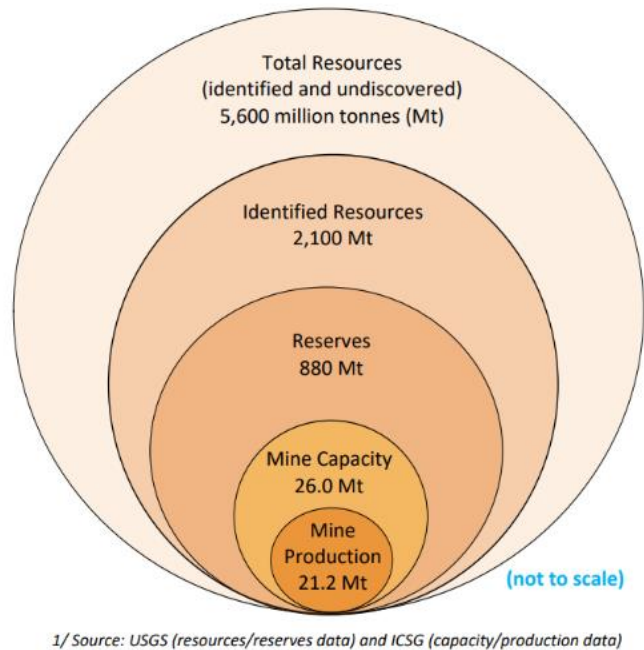 Total Resources
(identified and undiscovered)
5,600 million tonnes (Mt)
Identified Resources
2,100 Mt
Reserves
880 Mt
Mine Capacity
26.0 Mt
Mine
Production
21.2 Mt
(not to scale)
1/ Source: USGS (resources/reserves data) and ICSG (capacity/production data)